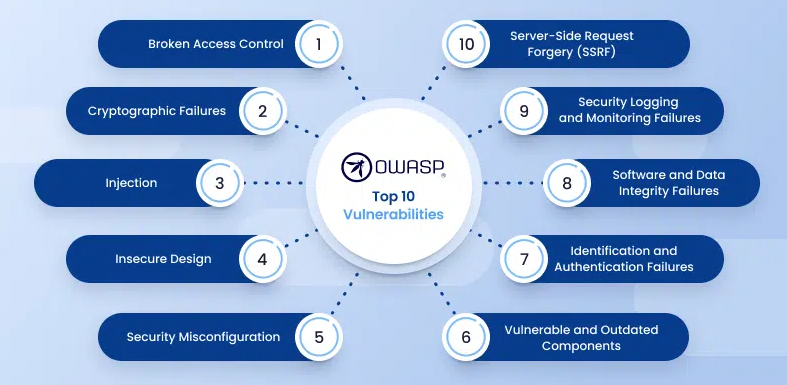 OWASP®
Top 10
Vulnerabilities
Broken Access Control 1
Cryptographic Failures 2
Injection 3
Insecure Design 4
Security Misconfiguration 5
6 Vulnerable and Outdated
Components
7 Identification and
Authentication Failures
8 Software and Data
Integrity Failures
9 Security Logging
and Monitoring Failures
10 Server-Side Request
Forgery (SSRF)